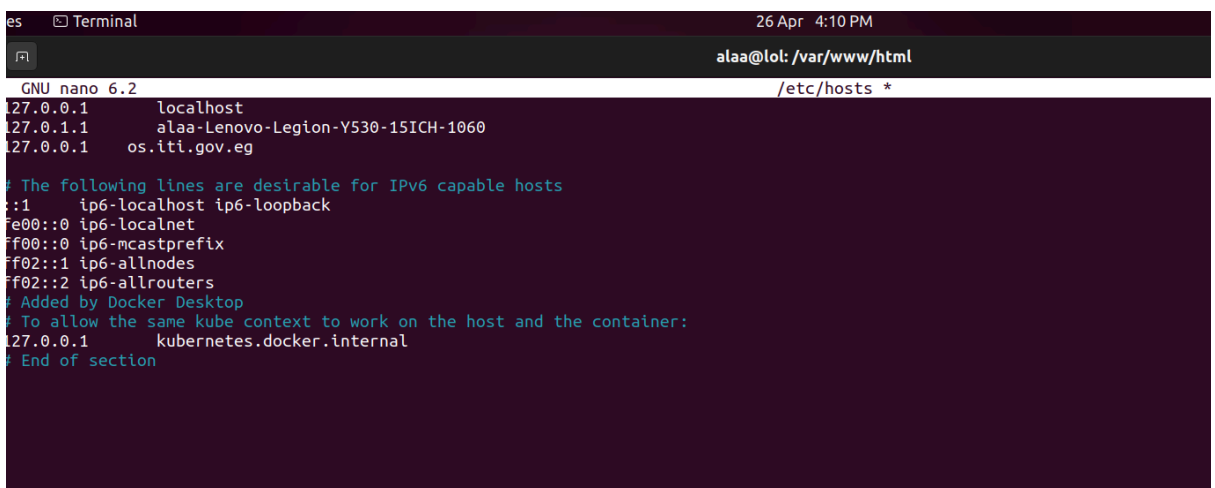 es Terminal 26 Apr 4:10 PM
alaa@lol: /var/www/html
GNU nano 6.2 /etc/hosts *
127.0.0.1 localhost
127.0.1.1 alaa-Lenovo-Legion-Y530-15ICH-1060
127.0.0.1 os.iti.gov.eg
# The following lines are desirable for IPv6 capable hosts
::1 ip6-localhost ip6-loopback
fe00::0 ip6-localnet
ff00::0 ip6-mcastprefix
ff02::1 ip6-allnodes
ff02::2 ip6-allrouters
# Added by Docker Desktop
# To allow the same kube context to work on the host and the container:
127.0.0.1 kubernetes.docker.internal
# End of section